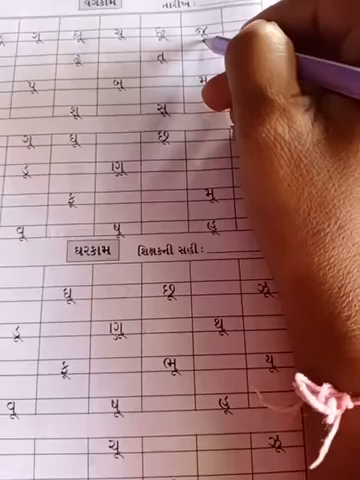 વર્ગકામ તારીખ :
ગૂ ઘૂ ચૂ છૂ જ
ઢૂ તૂ
પૂ બૂ મૂ
શૂ સૂ
ગૂ ઘૂ છૂ
ણૂ
મૂ
વૂ ષૂ હૂ
ઘરકામ શિક્ષકની સહી :
ઘૂ છૂ ઝૂ
ણૂ થૂ
ભૂ યૂ
વૂ ષૂ હૂ
ચૂ ઝૂ